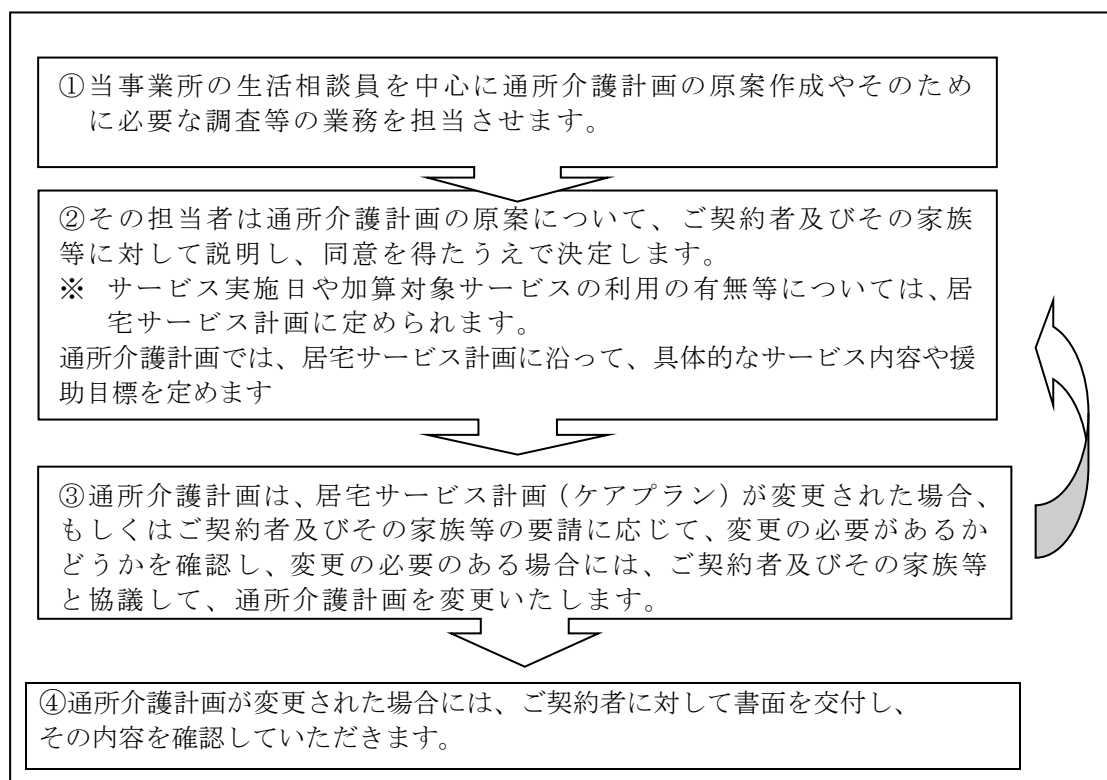 ①当事業所の生活相談員を中心に通所介護計画の原案作成やそのため
に必要な調査等の業務を担当させます。
②その担当者は通所介護計画の原案について、ご契約者及びその家族
等に対して説明し、同意を得たうえで決定します。
※ サービス実施日や加算対象サービスの利用の有無等については、居
宅サービス計画に定められます。
通所介護計画では、居宅サービス計画に沿って、具体的なサービス内容や援
助目標を定めます
③通所介護計画は、居宅サービス計画（ケアプラン）が変更された場合、
もしくはご契約者及びその家族等の要請に応じて、変更の必要があるか
どうかを確認し、変更の必要のある場合には、ご契約者及びその家族等
と協議して、通所介護計画を変更いたします。
④通所介護計画が変更された場合には、ご契約者に対して書面を交付し、
その内容を確認していただきます。